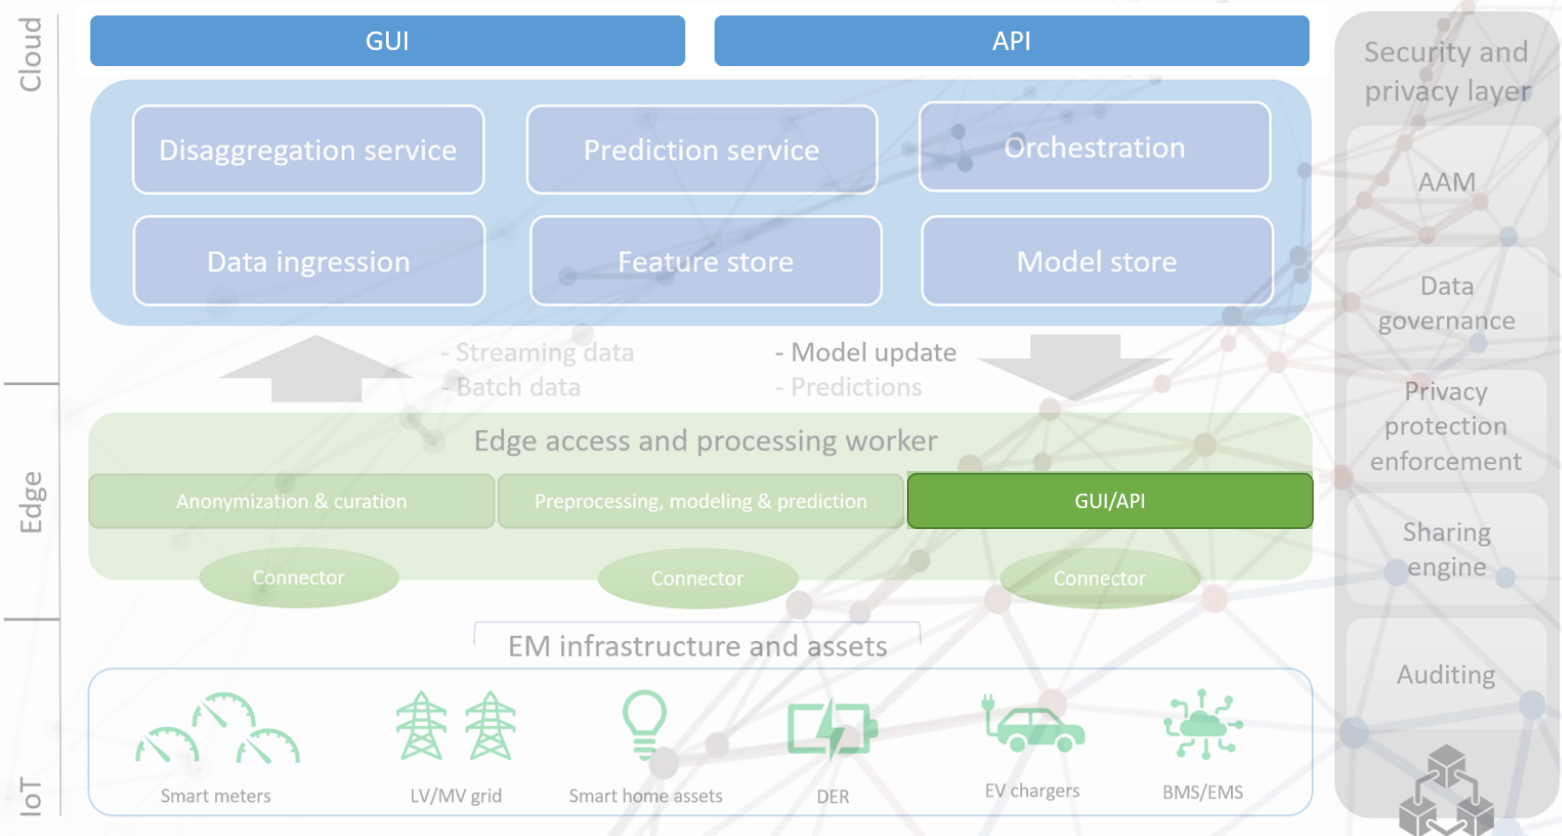 Cloud
GUI
API
Disaggregation service
Prediction service
Orchestration
Data ingression
Feature store
Model store
- Streaming data
- Batch data
- Model update
- Predictions
Edge
Edge access and processing worker
Anonymization & curation
Preprocessing, modeling & prediction
GUI/API
Connector
Connector
Connector
IoT
EM infrastructure and assets
Smart meters
LV/MV grid
Smart home assets
DER
EV chargers
BMS/EMS
Security and
privacy layer
AAM
Data
governance
Privacy
protection
enforcement
Sharing
engine
Auditing